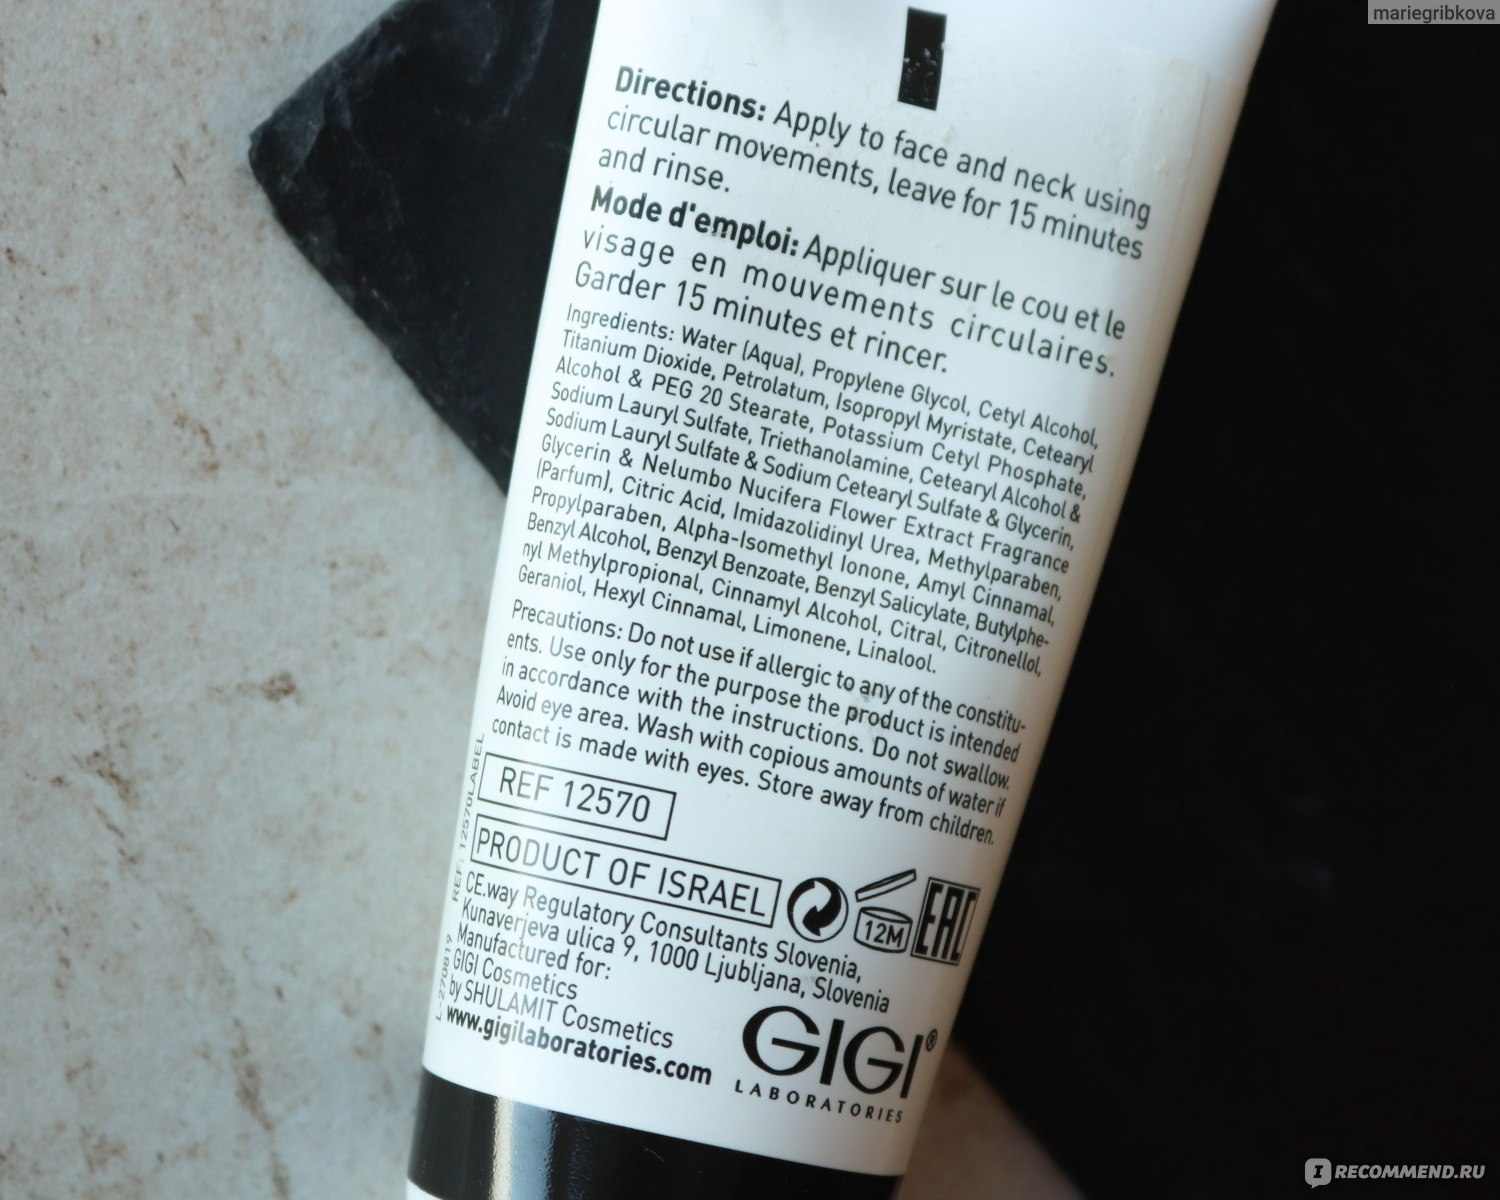 mariegribkova
Directions: Apply to face and neck using
circular movements, leave for 15 minutes
and rinse.
Mode d'emploi: Appliquer sur le cou et le
visage en mouvements circulaires.
Garder 15 minutes et rincer.
Ingredients: Water (Aqua), Propylene Glycol, Cetyl Alcohol,
Titanium Dioxide, Petrolatum, Isopropyl Myristate, Cetearyl
Alcohol & PEG 20 Stearate, Potassium Cetyl Phosphate,
Sodium Lauryl Sulfate, Triethanolamine, Cetearyl Alcohol &
Sodium Lauryl Sulfate & Sodium Cetearyl Sulfate & Glycerin,
Glycerin & Nelumbo Nucifera Flower Extract Fragrance
(Parfum), Citric Acid, Imidazolidinyl Urea, Methylparaben,
Propylparaben, Alpha-Isomethyl Ionone, Amyl Cinnamal,
Benzyl Alcohol, Benzyl Benzoate, Benzyl Salicylate, Butylphe-
nyl Methylpropional, Cinnamyl Alcohol, Citral, Citronellol,
Geraniol, Hexyl Cinnamal, Limonene, Linalool.
Precautions: Do not use if allergic to any of the constitu-
ents. Use only for the purpose the product is intended
in accordance with the instructions. Do not swallow.
Avoid eye area. Wash with copious amounts of water if
contact is made with eyes. Store away from children.
REF 12570
PRODUCT OF ISRAEL
12M
EAC
CE.way Regulatory Consultants Slovenia,
Kunaverjeva ulica 9, 1000 Ljubljana, Slovenia
Manufactured for:
GIGI Cosmetics
by SHULAMIT Cosmetics
www.gigilaboratories.com
GIGI®
LABORATORIES
REF: 12570LABEL
L-270819
I RECOMMEND.RU